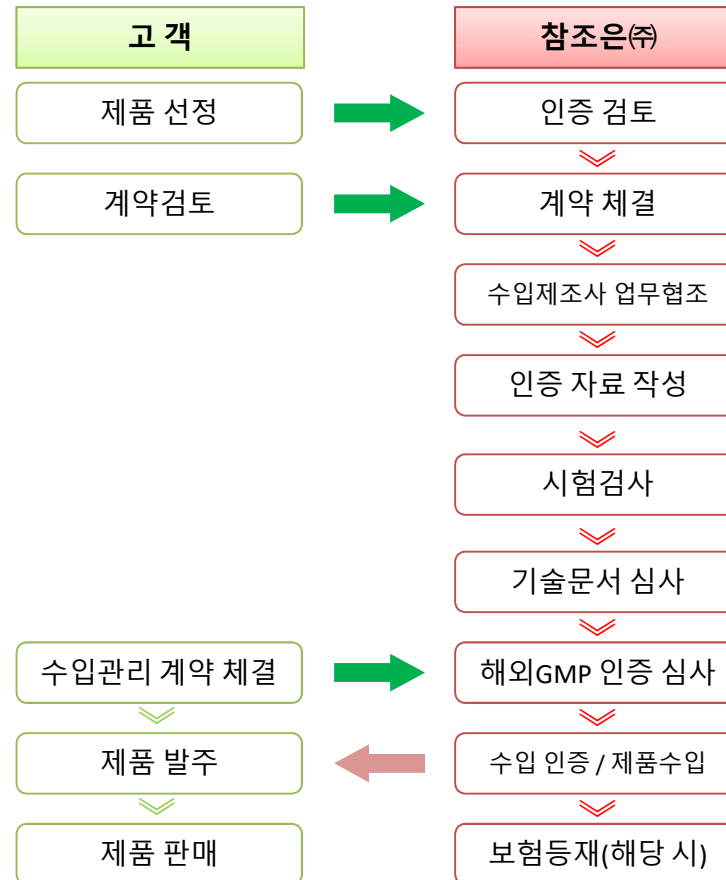 고 객
참조은㈜
제품 선정
인증 검토
계약검토
계약 체결
수입제조사 업무협조
인증 자료 작성
시험검사
기술문서 심사
수입관리 계약 체결
해외GMP 인증 심사
제품 발주
수입 인증 / 제품수입
제품 판매
보험등재(해당 시)